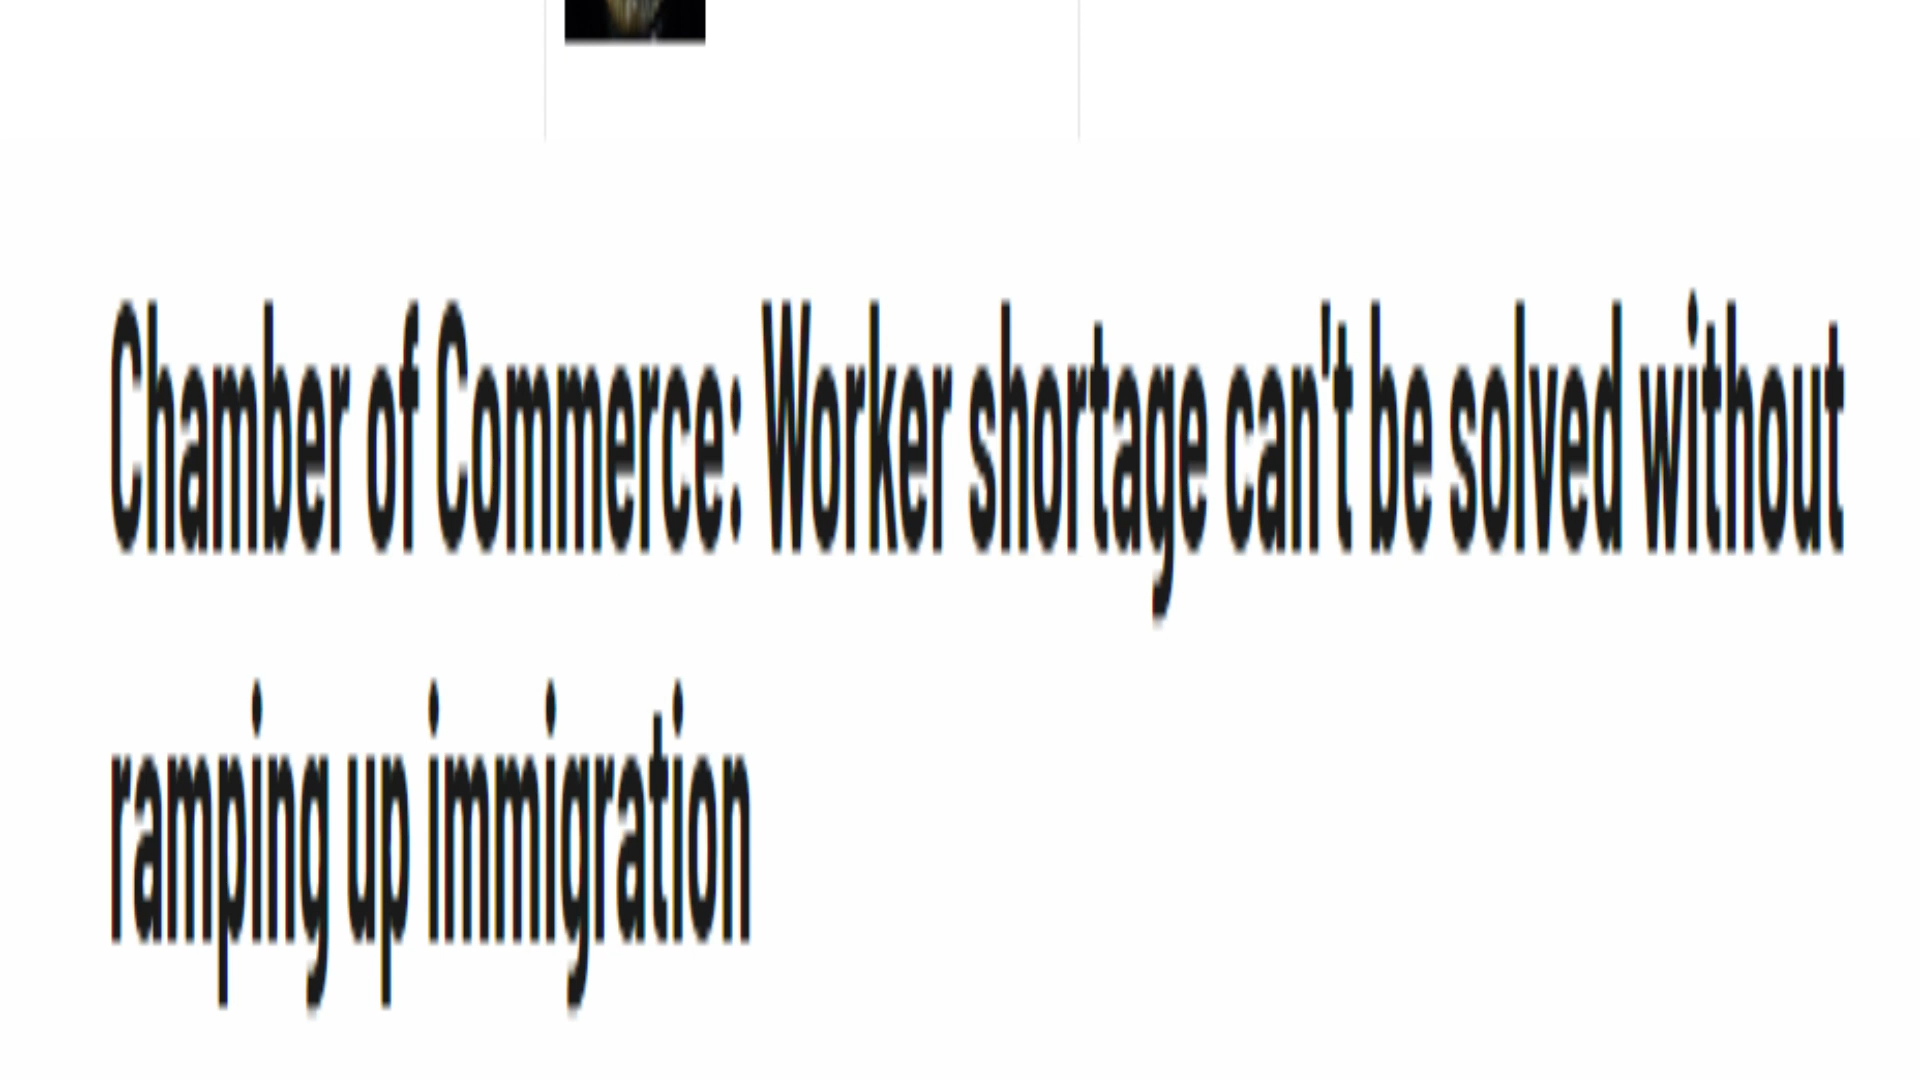 Chamber of Commerce: Worker shortage can't be solved without
ramping up immigration